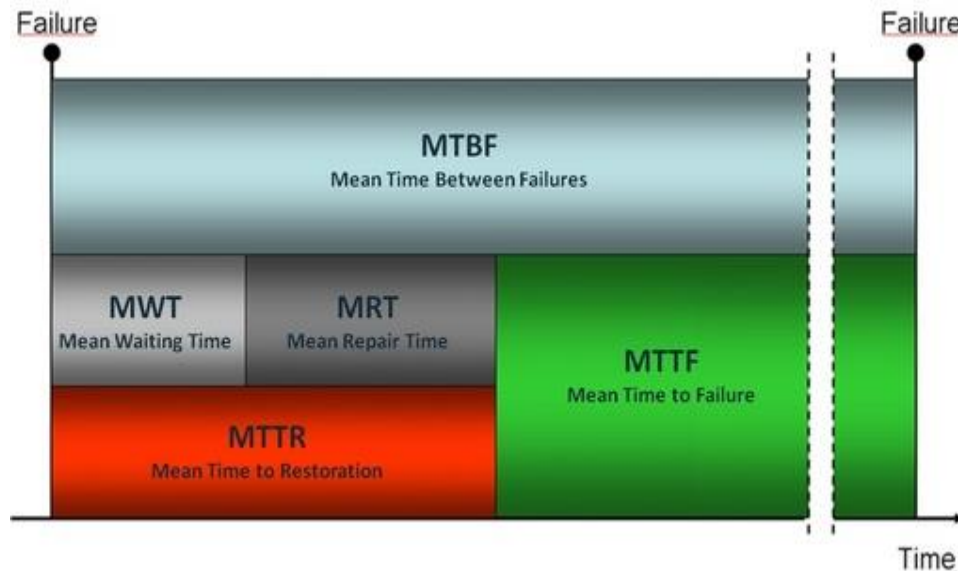 Failure
Failure
MTBF
Mean Time Between Failures
MWT
Mean Waiting Time
MRT
Mean Repair Time
MTTF
Mean Time to Failure
MTTR
Mean Time to Restoration
Time